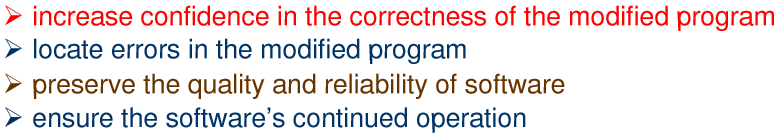 ➢ increase confidence in the correctness of the modified program
➢ locate errors in the modified program
➢ preserve the quality and reliability of software
➢ ensure the software’s continued operation